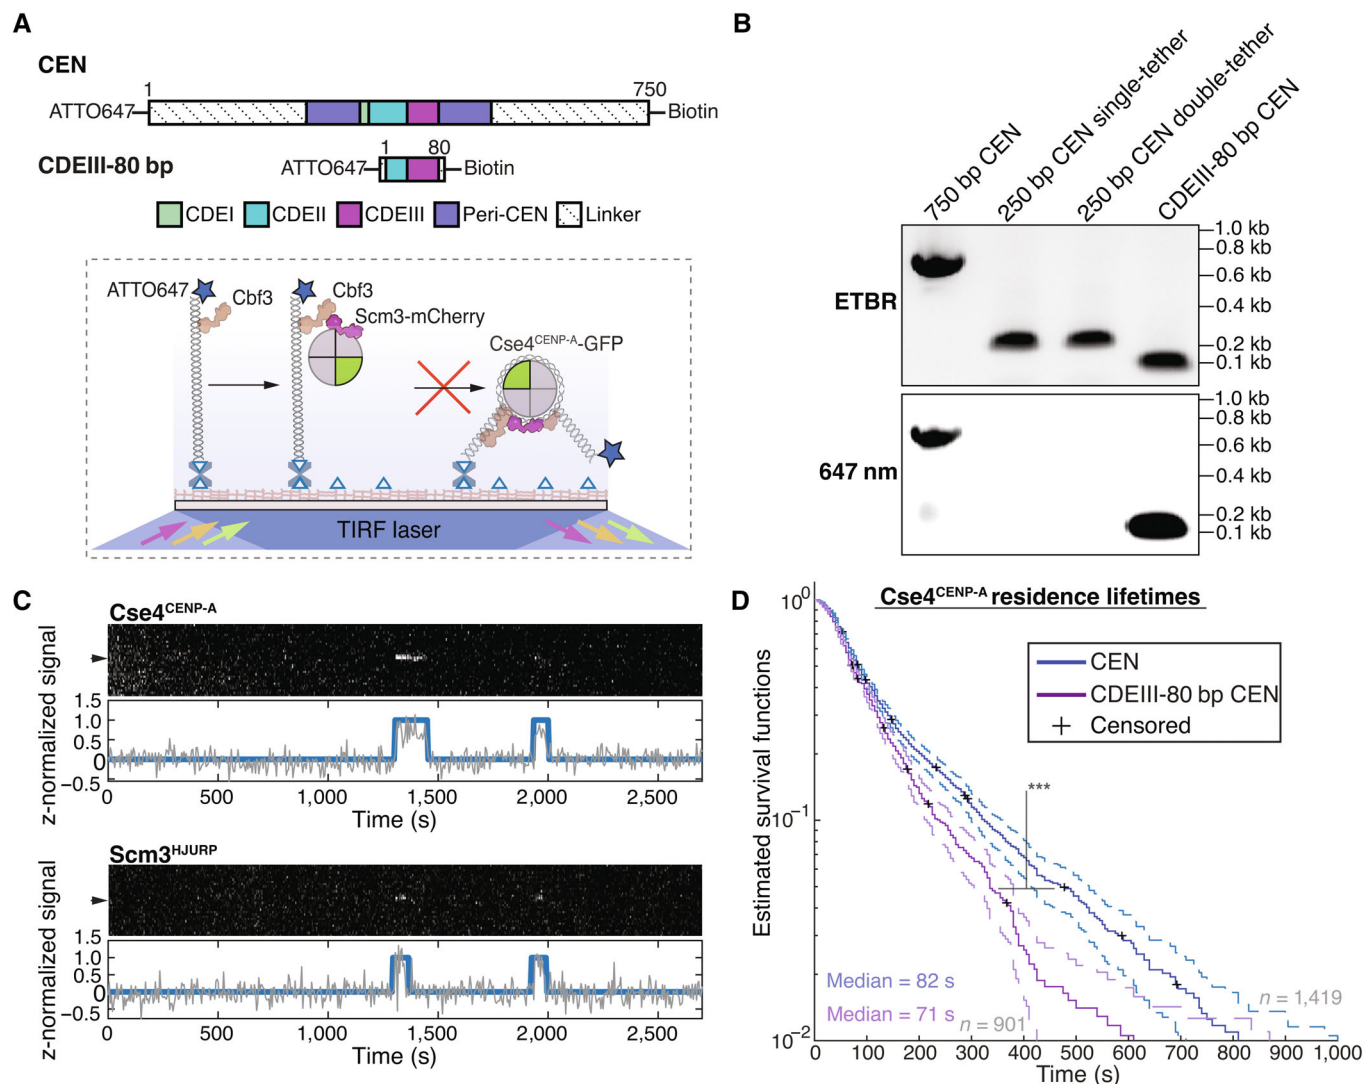 A
CEN
1 750
ATTO647 Biotin
1 80
CDEIII-80 bp ATTO647 Biotin
CDEI CDEII CDEIII Peri-CEN Linker
ATTO647 Cbf3 Cbf3
Scm3-mCherry
Cse4CENP-A-GFP
TIRF laser
B
750 bp CEN
250 bp CEN single-tether
250 bp CEN double-tether
CDEIII-80 bp CEN
ETBR
1.0 kb
0.8 kb
0.6 kb
0.4 kb
0.2 kb
0.1 kb
647 nm
1.0 kb
0.8 kb
0.6 kb
0.4 kb
0.2 kb
0.1 kb
C
Cse4CENP-A
z-normalized signal
1.5
1.0
0.5
0
−0.5
0 500 1,000 1,500 2,000 2,500
Time (s)
Scm3HJURP
z-normalized signal
1.5
1.0
0.5
0
−0.5
0 500 1,000 1,500 2,000 2,500
Time (s)
D
Cse4CENP-A residence lifetimes
Estimated survival functions
100
10−1
10−2
CEN
CDEIII-80 bp CEN
+ Censored
***
Median = 82 s
Median = 71 s
n = 901
n = 1,419
0 100 200 300 400 500 600 700 800 900 1,000
Time (s)